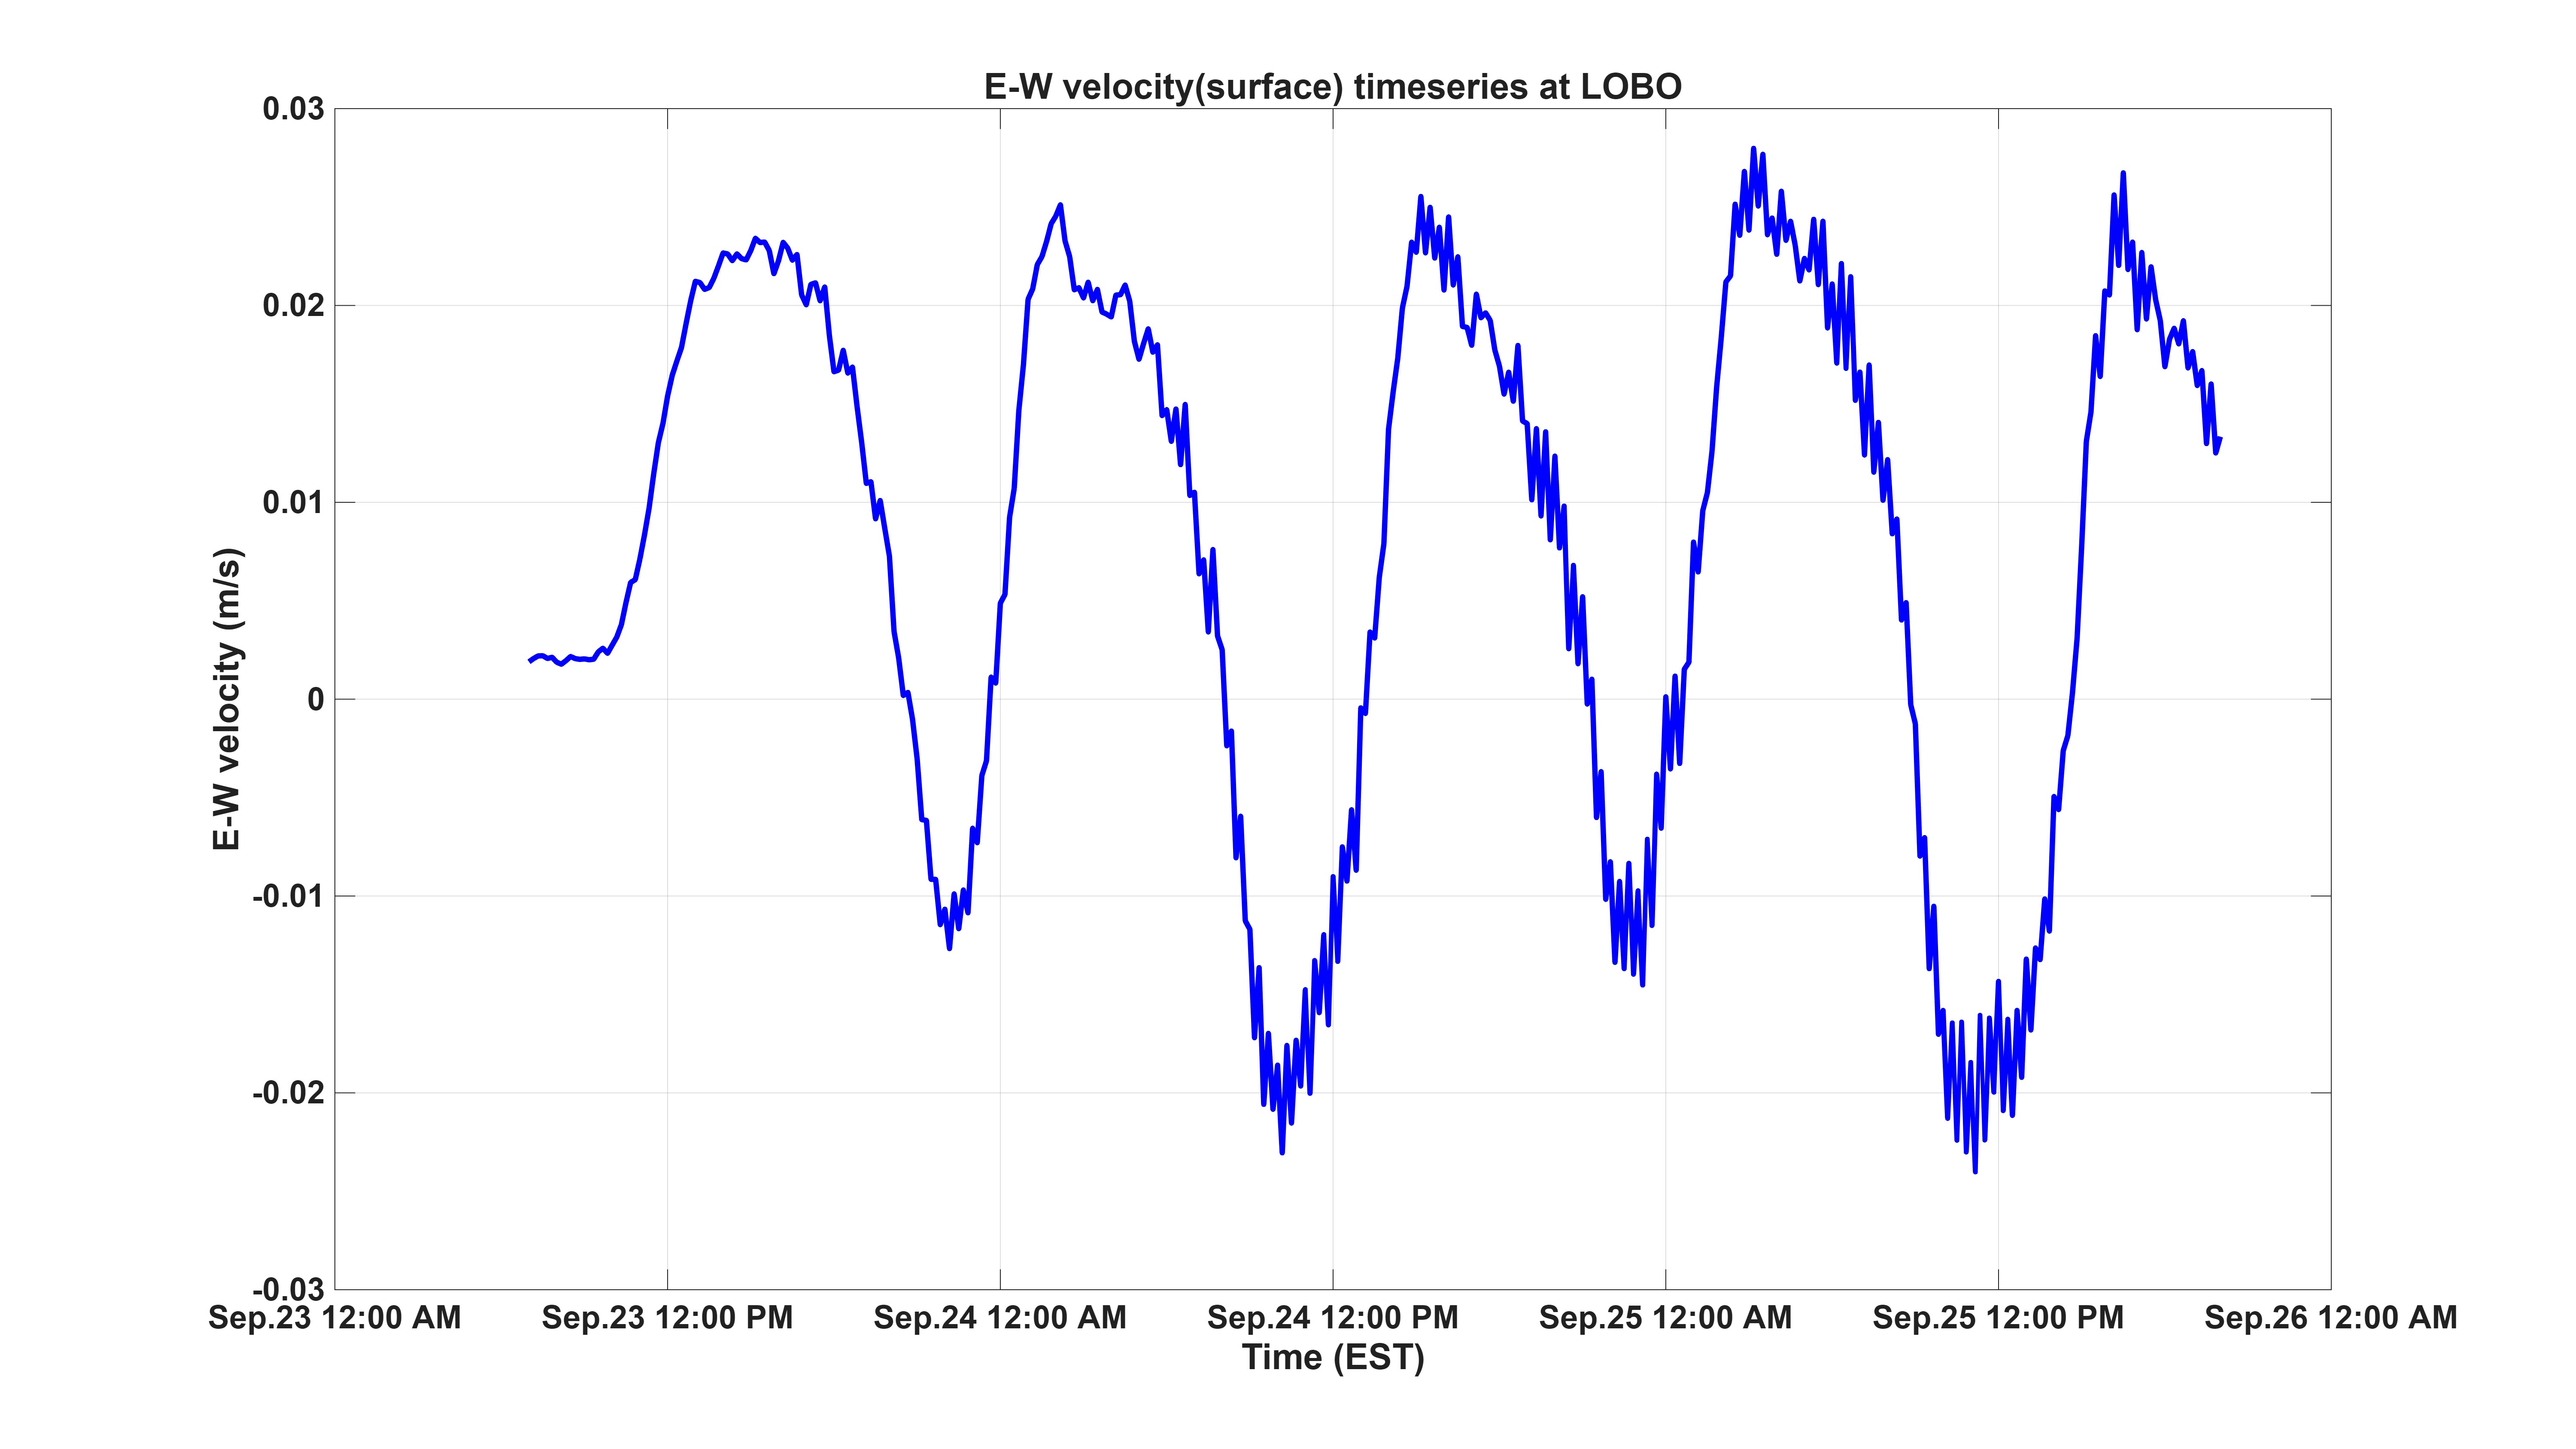 E-W velocity(surface) timeseries at LOBO
0.03
0.02
0.01
0
-0.01
-0.02
-0.03
E-W velocity (m/s)
Sep.23 12:00 AM
Sep.23 12:00 PM
Sep.24 12:00 AM
Sep.24 12:00 PM
Sep.25 12:00 AM
Sep.25 12:00 PM
Sep.26 12:00 AM
Time (EST)